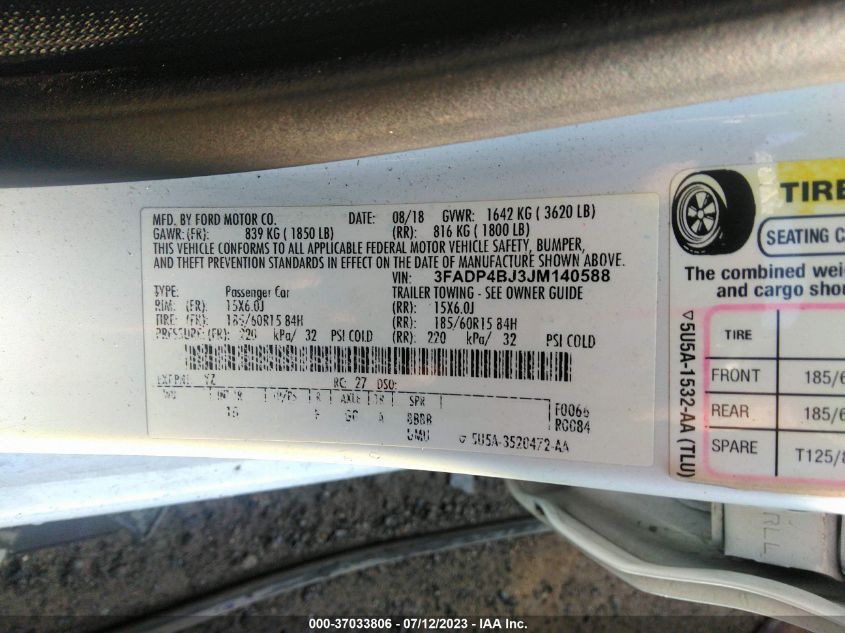 MFD. BY FORD MOTOR CO. DATE: 08/18 GVWR: 1642 KG ( 3620 LB)
GAWR: (FR): 839 KG ( 1850 LB) (RR): 816 KG ( 1800 LB)
THIS VEHICLE CONFORMS TO ALL APPLICABLE FEDERAL MOTOR VEHICLE SAFETY, BUMPER,
AND THEFT PREVENTION STANDARDS IN EFFECT ON THE DATE OF MANUFACTURE SHOWN ABOVE.
VIN: 3FADP4BJ3JM140588
TYPE: Passenger Car TRAILER TOWING - SEE OWNER GUIDE
RIM: (FR): 15X6.0J (RR): 15X6.0J
TIRE: (FR): 185/60R15 84H (RR): 185/60R15 84H
PRESSURE: (FR): 220 kPa/ 32 PSI COLD (RR): 220 kPa/ 32 PSI COLD
EXT PNT: YZ RC: 27 DSO:
INT TR R AXLE TR SPR F0066
8BBB R0084
▽ 5U5A-3520472-AA
TIRE
SEATING C
The combined wei
and cargo shou
TIRE
FRONT 185/6
REAR 185/6
SPARE T125/8
▽5U5A-1532-AA (TLU)
RLL
000-37033806 - 07/12/2023 - IAA Inc.